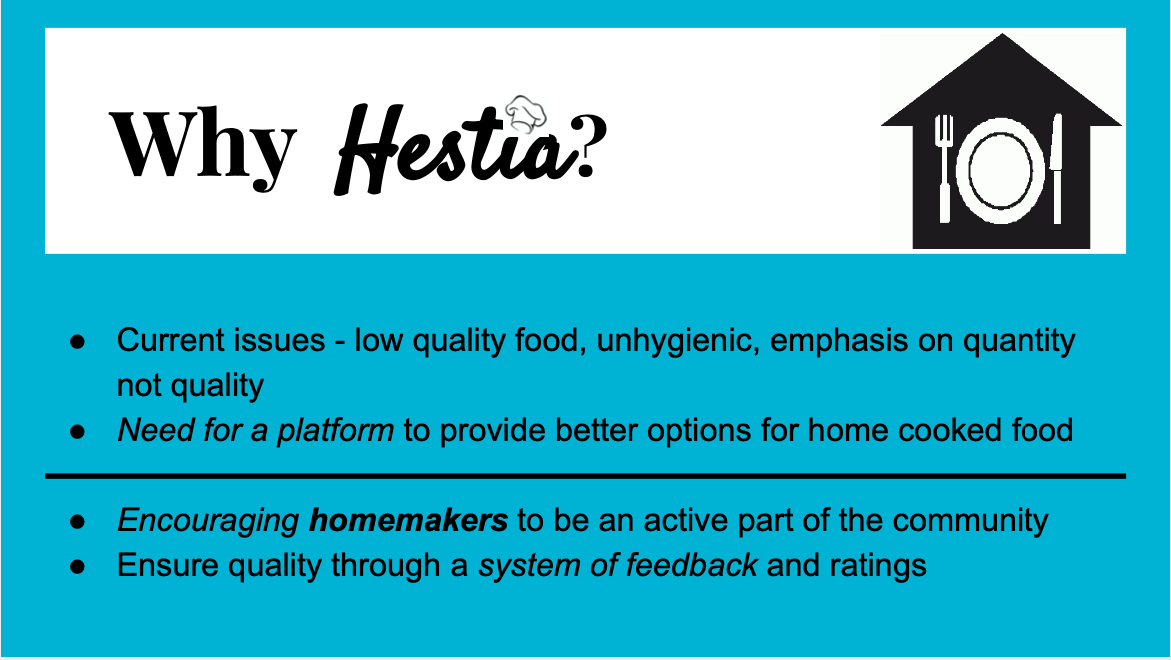 Why Hestia?
● Current issues - low quality food, unhygienic, emphasis on quantity
not quality
● Need for a platform to provide better options for home cooked food
● Encouraging homemakers to be an active part of the community
● Ensure quality through a system of feedback and ratings